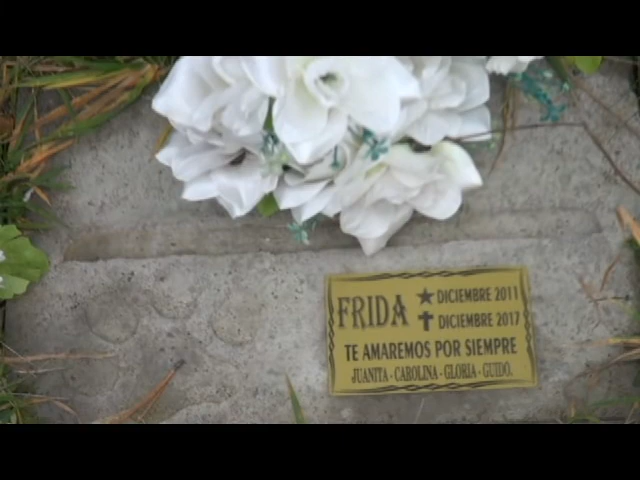 FRIDA ★ DICIEMBRE 2011
✝ DICIEMBRE 2017
TE AMAREMOS POR SIEMPRE
JUANITA - CAROLINA - GLORIA - GUIDO.